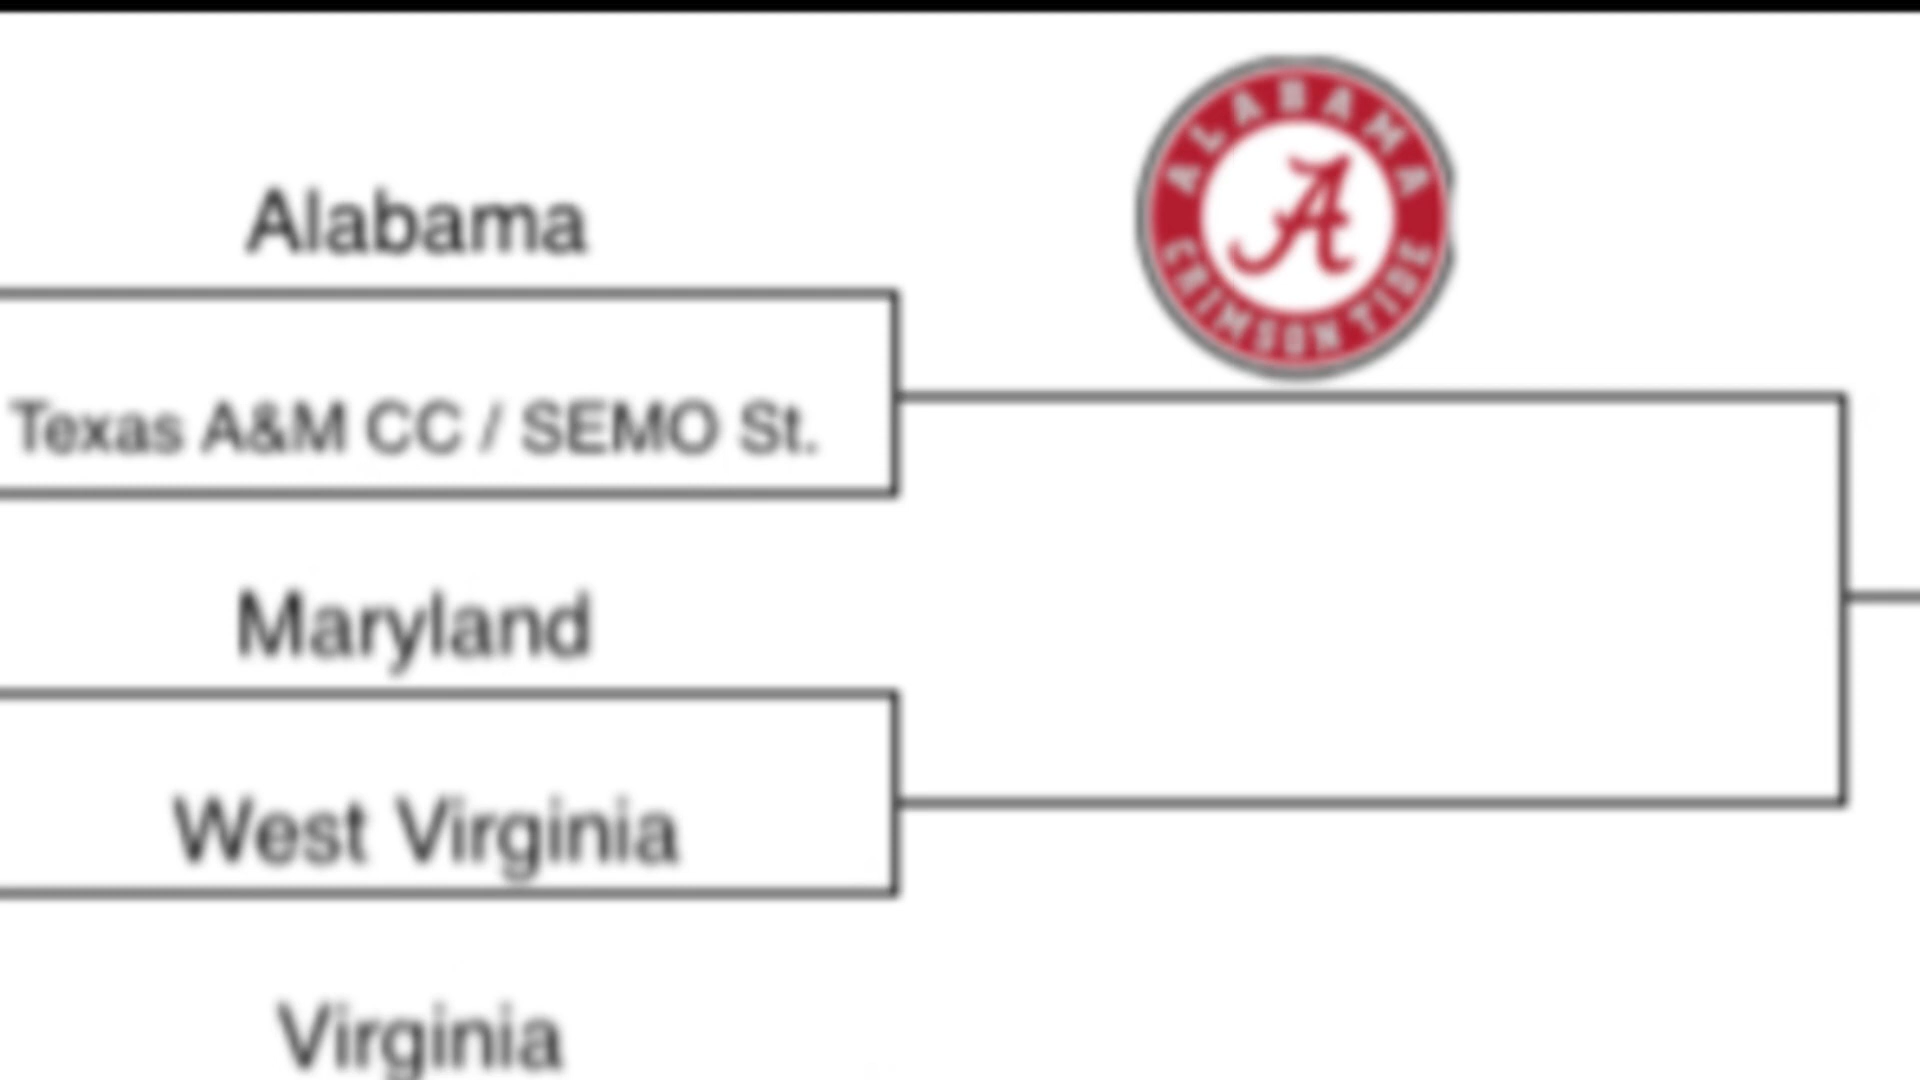 ALABAMA
CRIMSON TIDE
Alabama
Texas A&M CC / SEMO St.
Maryland
West Virginia
Virginia